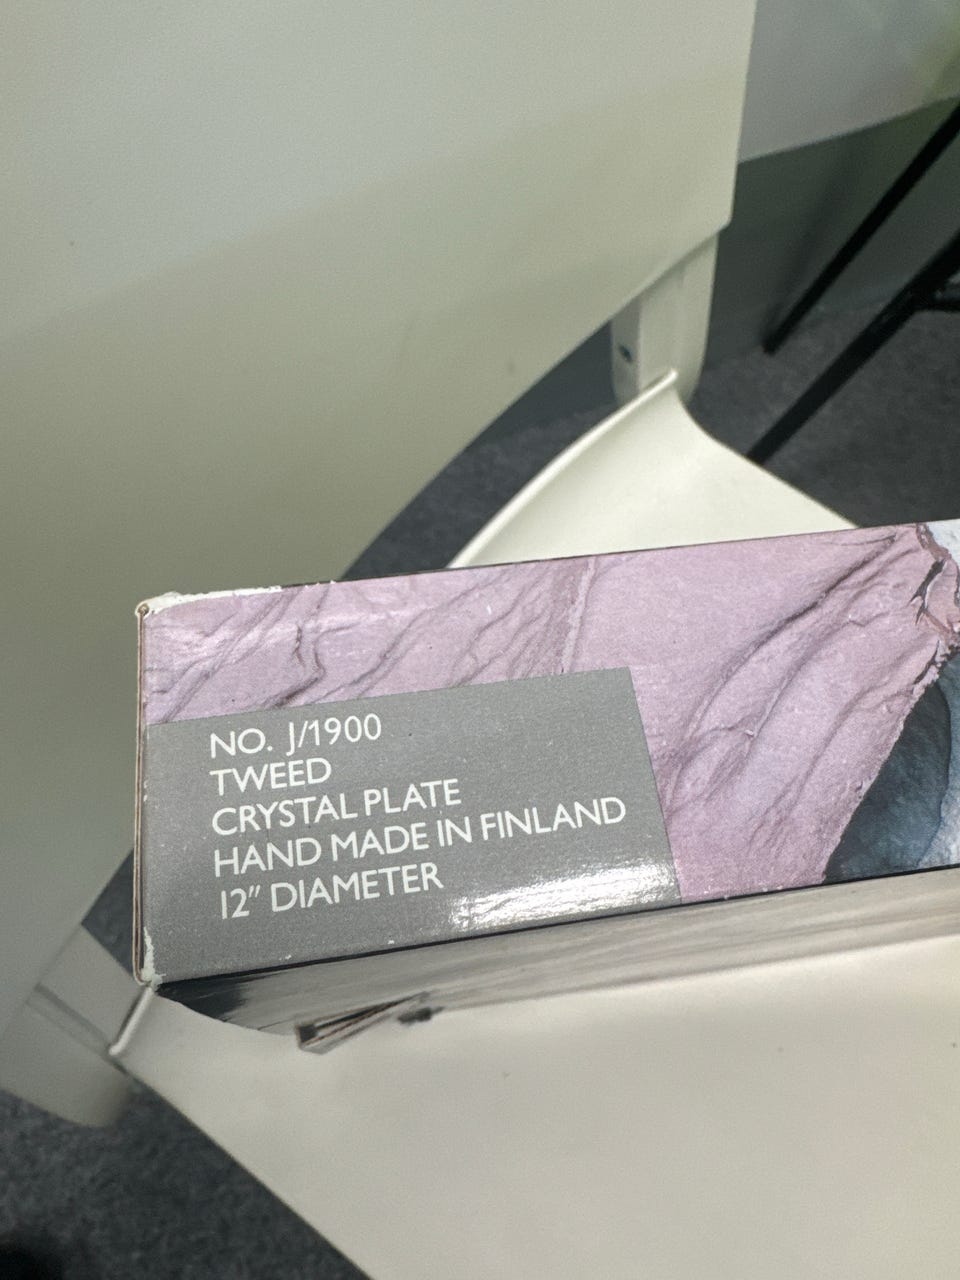 NO. J/1900
TWEED
CRYSTAL PLATE
HAND MADE IN FINLAND
12" DIAMETER